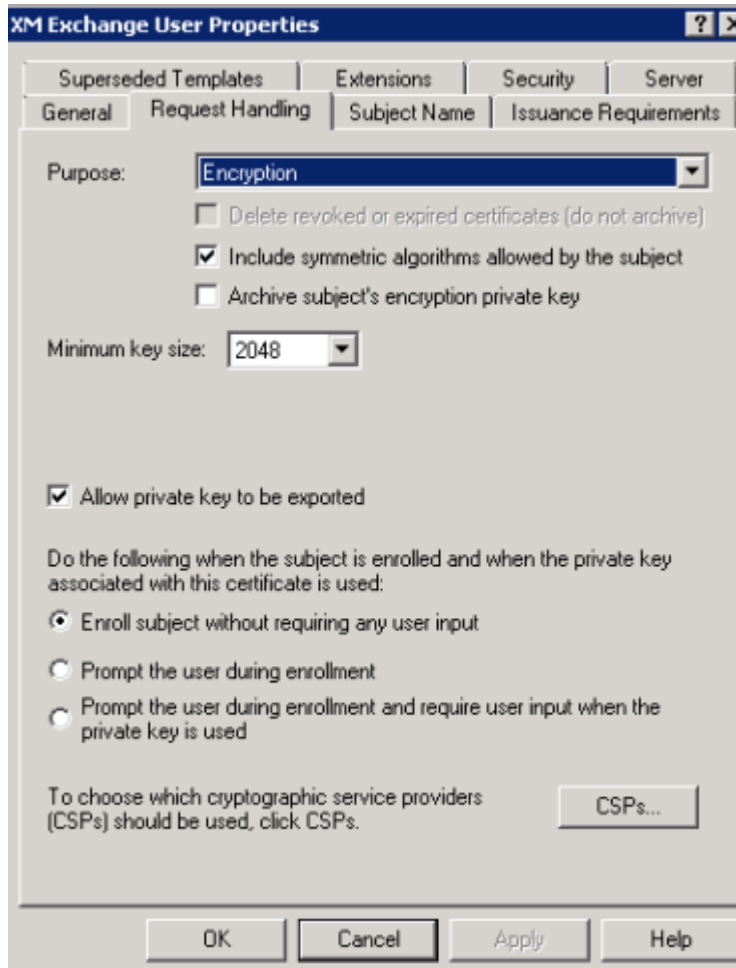 XM Exchange User Properties
Superseded Templates Extensions Security Server
General Request Handling Subject Name Issuance Requirements
Purpose: Encryption
Delete revoked or expired certificates (do not archive)
Include symmetric algorithms allowed by the subject
Archive subject's encryption private key
Minimum key size: 2048
Allow private key to be exported
Do the following when the subject is enrolled and when the private key
associated with this certificate is used:
Enroll subject without requiring any user input
Prompt the user during enrollment
Prompt the user during enrollment and require user input when the
private key is used
To choose which cryptographic service providers
(CSPs) should be used, click CSPs.
CSPs...
OK Cancel Apply Help